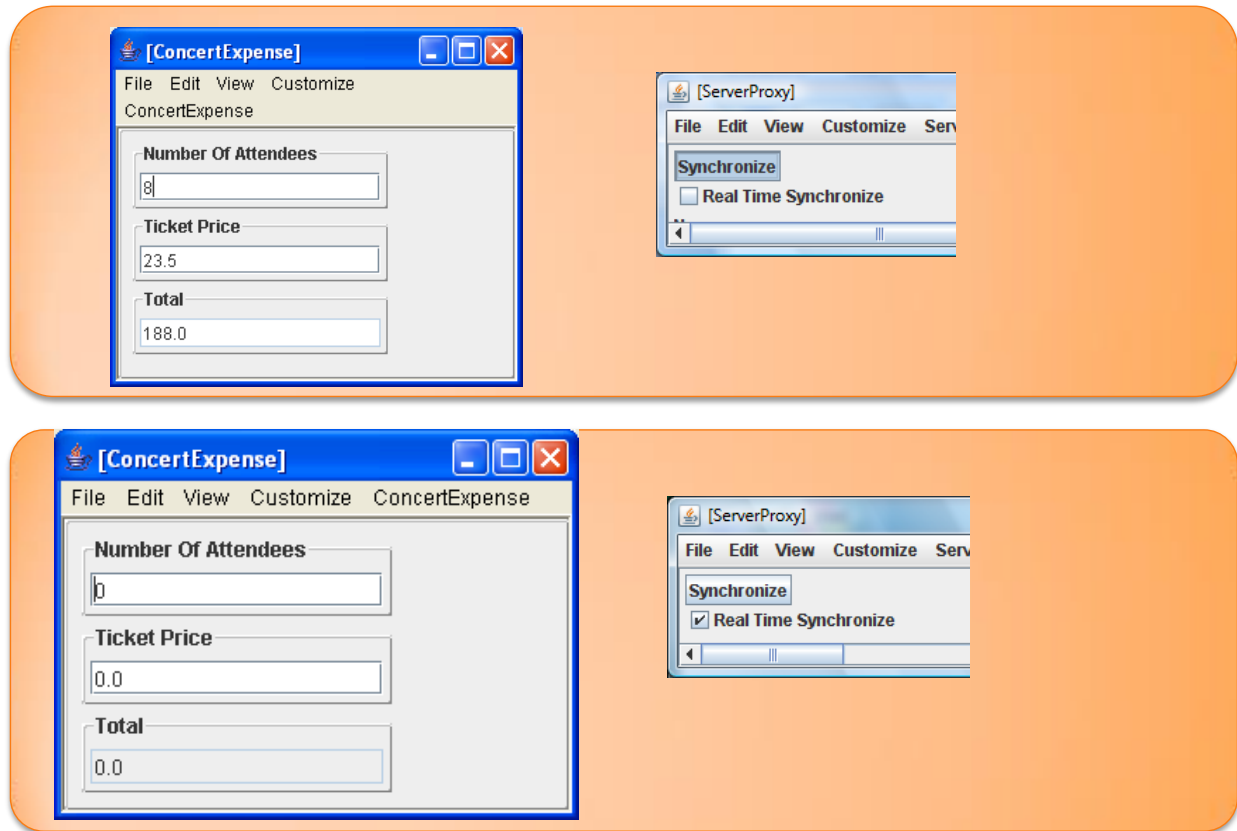 [ConcertExpense]
File Edit View Customize
ConcertExpense
Number Of Attendees
8
Ticket Price
23.5
Total
188.0
[ServerProxy]
File Edit View Customize Serv
Synchronize
Real Time Synchronize
[ConcertExpense]
File Edit View Customize ConcertExpense
Number Of Attendees
0
Ticket Price
0.0
Total
0.0
[ServerProxy]
File Edit View Customize Serv
Synchronize
Real Time Synchronize